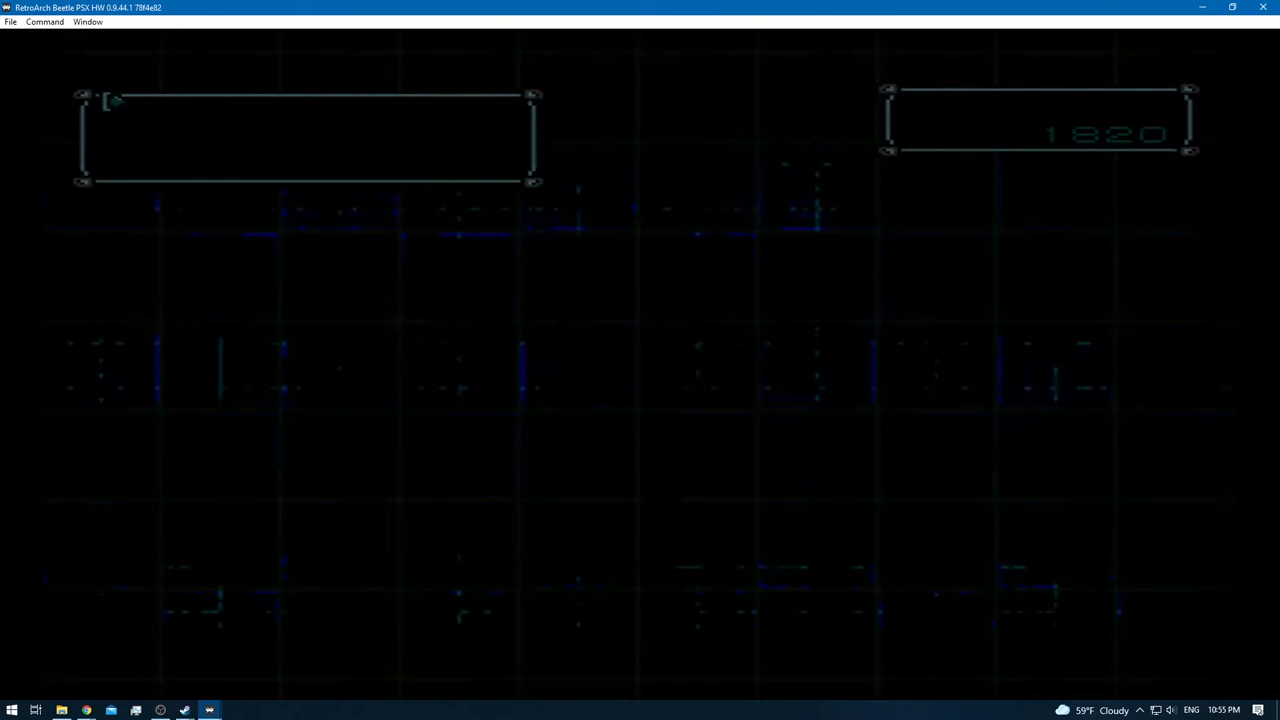 RetroArch Beetle PSX HW 0.9.44.1 78f4e82
File Command Window
[
1820
59°F Cloudy ENG 10:55 PM